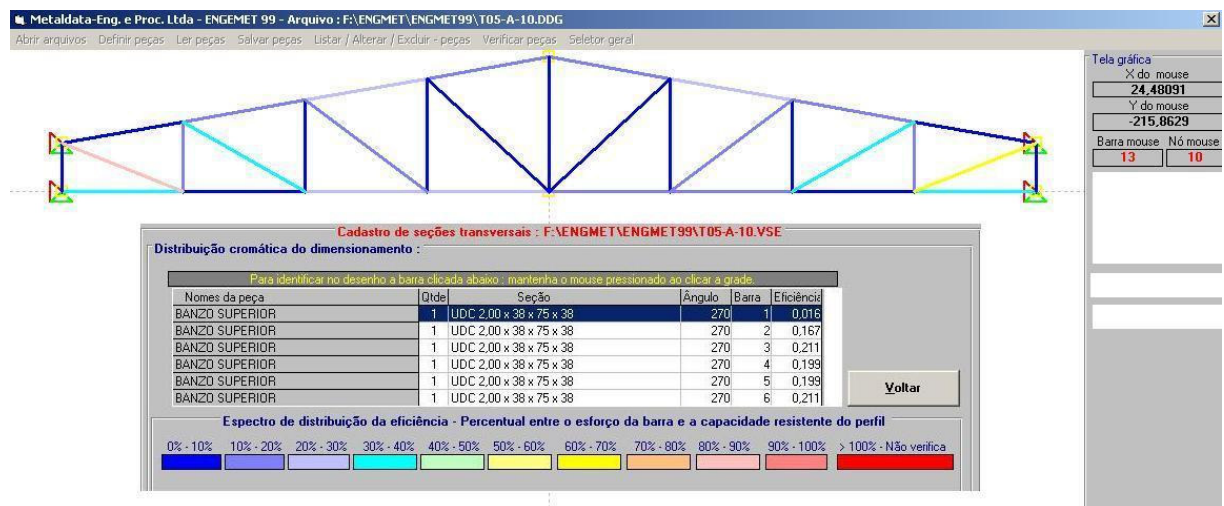 Metaldata-Eng. e Proc. Ltda - ENGEMET 99 - Arquivo : F:\ENGMET\ENGMET99\T05-A-10.DDG
Abrir arquivos Definir peças Ler peças Salvar peças Listar / Alterar / Excluir - peças Verificar peças Seletor geral
Tela gráfica
X do mouse
24,48091
Y do mouse
-215,8629
Barra mouse Nó mouse
13 10
Cadastro de seções transversais : F:\ENGMET\ENGMET99\T05-A-10.VSE
Distribuição cromática do dimensionamento :
Para identificar no desenho a barra clicada abaixo : mantenha o mouse pressionado ao clicar a grade.
Nomes da peça Qtde Seção Ângulo Barra Eficiência
BANZO SUPERIOR 1 UDC 2,00 x 38 x 75 x 38 270 1 0,016
BANZO SUPERIOR 1 UDC 2,00 x 38 x 75 x 38 270 2 0,167
BANZO SUPERIOR 1 UDC 2,00 x 38 x 75 x 38 270 3 0,211
BANZO SUPERIOR 1 UDC 2,00 x 38 x 75 x 38 270 4 0,199
BANZO SUPERIOR 1 UDC 2,00 x 38 x 75 x 38 270 5 0,199
BANZO SUPERIOR 1 UDC 2,00 x 38 x 75 x 38 270 6 0,211
Voltar
Espectro de distribuição da eficiência - Percentual entre o esforço da barra e a capacidade resistente do perfil
0% - 10% 10% - 20% 20% - 30% 30% - 40% 40% - 50% 50% - 60% 60% - 70% 70% - 80% 80% - 90% 90% - 100% > 100% - Não verifica